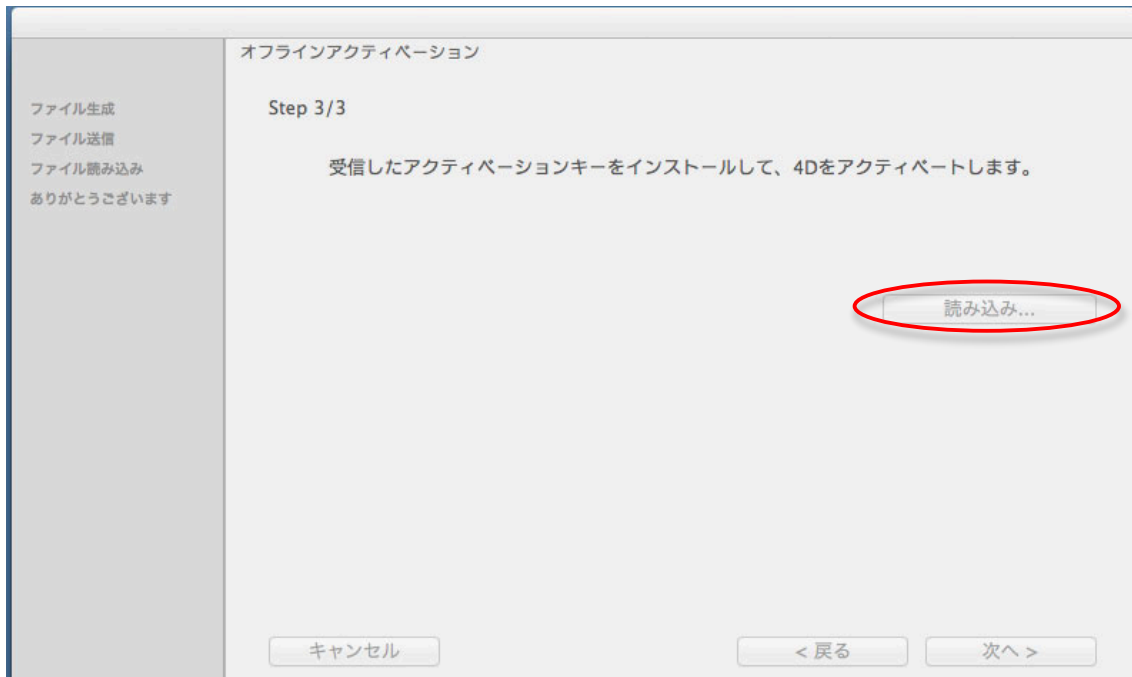 オフラインアクティベーション
ファイル生成
ファイル送信
ファイル読み込み
ありがとうございます
Step 3/3
受信したアクティベーションキーをインストールして、4Dをアクティベートします。
読み込み...
キャンセル
< 戻る
次へ >